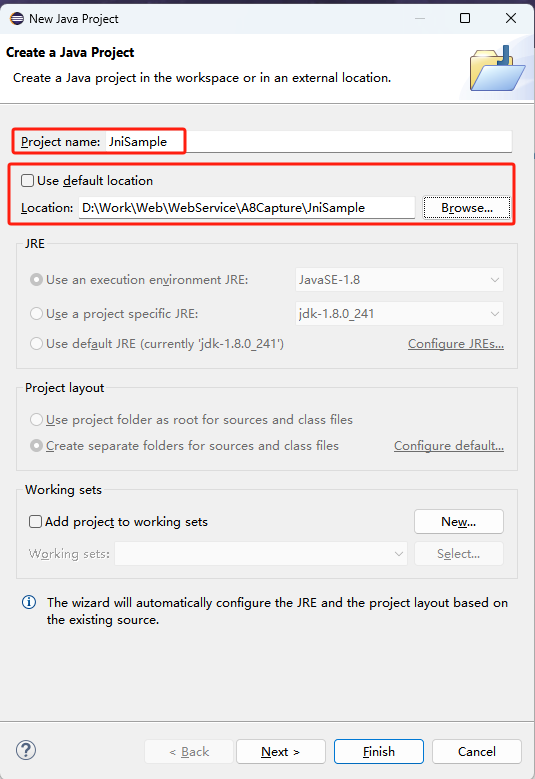 New Java Project
Create a Java Project
Create a Java project in the workspace or in an external location.
Project name: JniSample
Use default location
Location: D:\Work\Web\WebService\A8Capture\JniSample Browse...
JRE
Use an execution environment JRE: JavaSE-1.8
Use a project specific JRE: jdk-1.8.0_241
Use default JRE (currently 'jdk-1.8.0_241') Configure JREs...
Project layout
Use project folder as root for sources and class files
Create separate folders for sources and class files Configure default...
Working sets
Add project to working sets New...
Working sets: Select...
The wizard will automatically configure the JRE and the project layout based on
the existing source.
< Back Next > Finish Cancel